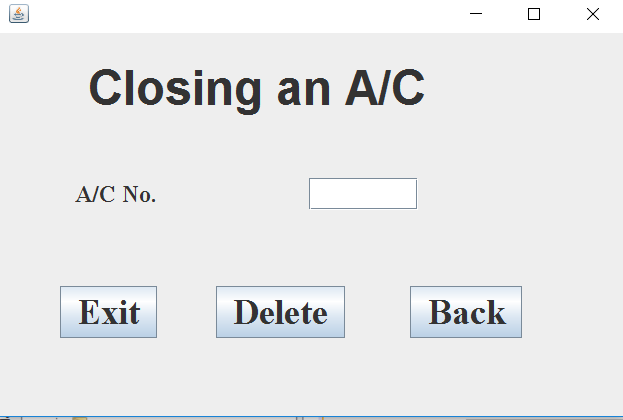 Closing an A/C
A/C No.
Exit Delete Back